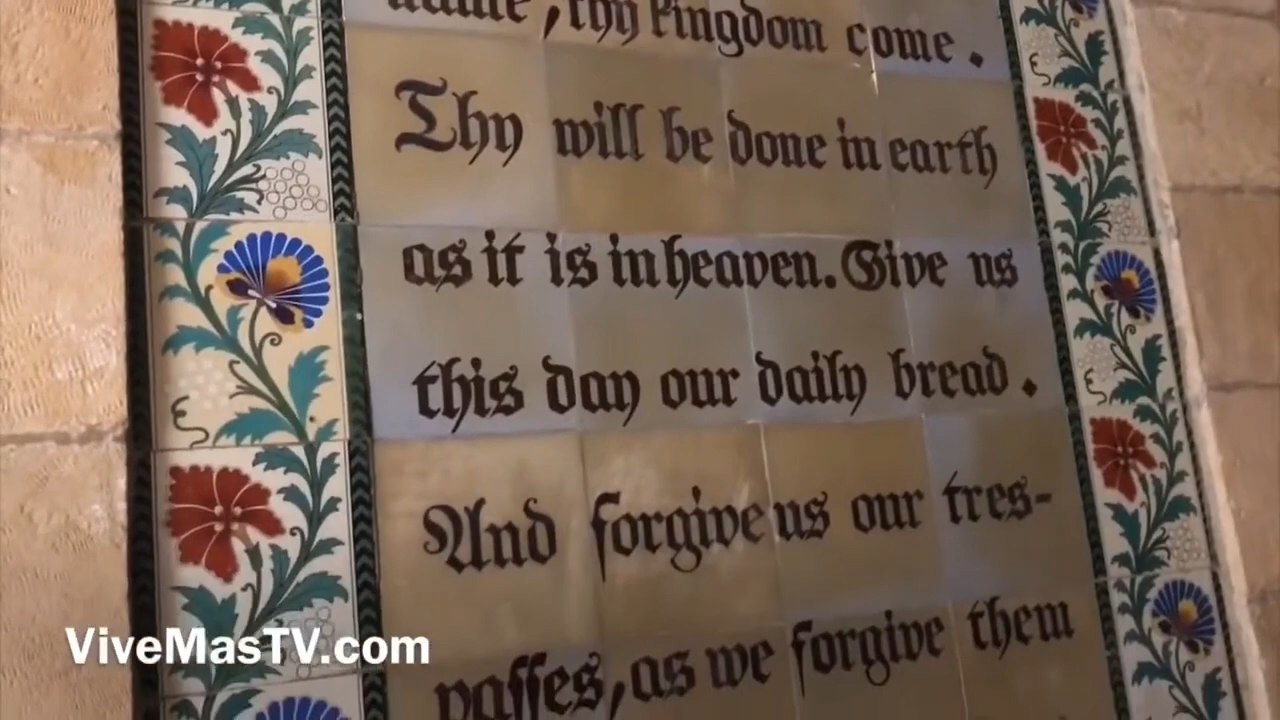 name, thy kingdom come.
Thy will be done in earth
as it is in heaven. Give us
this day our daily bread.
And forgive us our tres-
passes, as we forgive them
ViveMasTV.com